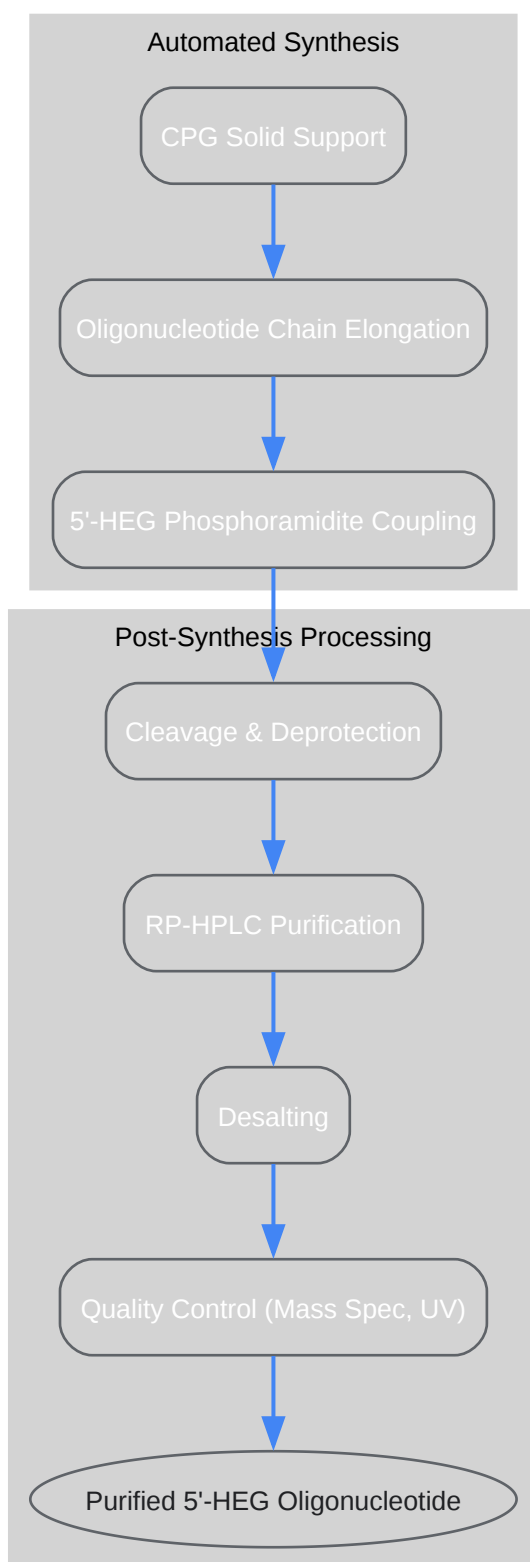 Automated Synthesis
CPG Solid Support
Oligonucleotide Chain Elongation
5'-HEG Phosphoramidite Coupling
Post-Synthesis Processing
Cleavage & Deprotection
RP-HPLC Purification
Desalting
Quality Control (Mass Spec, UV)
Purified 5'-HEG Oligonucleotide